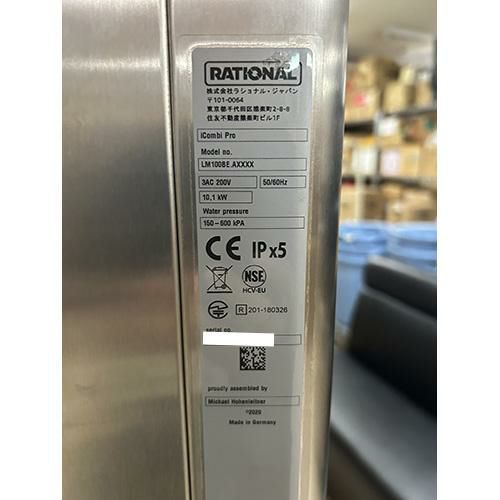 RATIONAL
株式会社ラショナル・ジャパン
〒101-0064
東京都千代田区猿楽町2-8-8
住友不動産猿楽町ビル1F
iCombi Pro
Model no.
LM100BE.AXXXX
3AC 200V 50/60Hz
10,1 kW
Water pressure
150-600 kPA
CE IPx5
NSE
HCV-EU
R 201-180326
serial no.
proudly assembled by
Michael Hohenleitner
©2020
Made in Germany